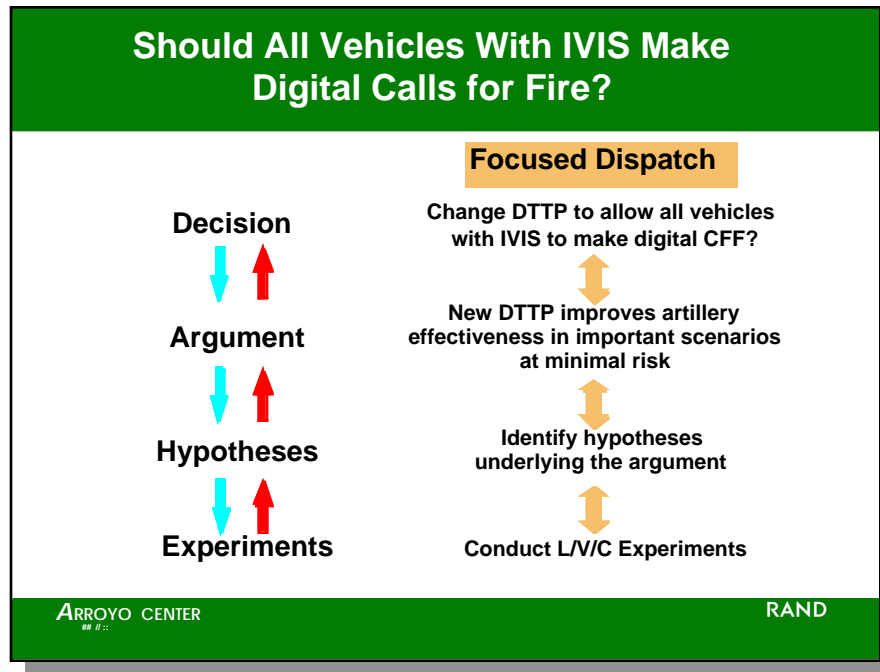 Should All Vehicles With IVIS Make
Digital Calls for Fire?
Focused Dispatch
Decision
Change DTTP to allow all vehicles
with IVIS to make digital CFF?
Argument
New DTTP improves artillery
effectiveness in important scenarios
at minimal risk
Hypotheses
Identify hypotheses
underlying the argument
Experiments
Conduct L/V/C Experiments
ARROYO CENTER
## // ::
RAND